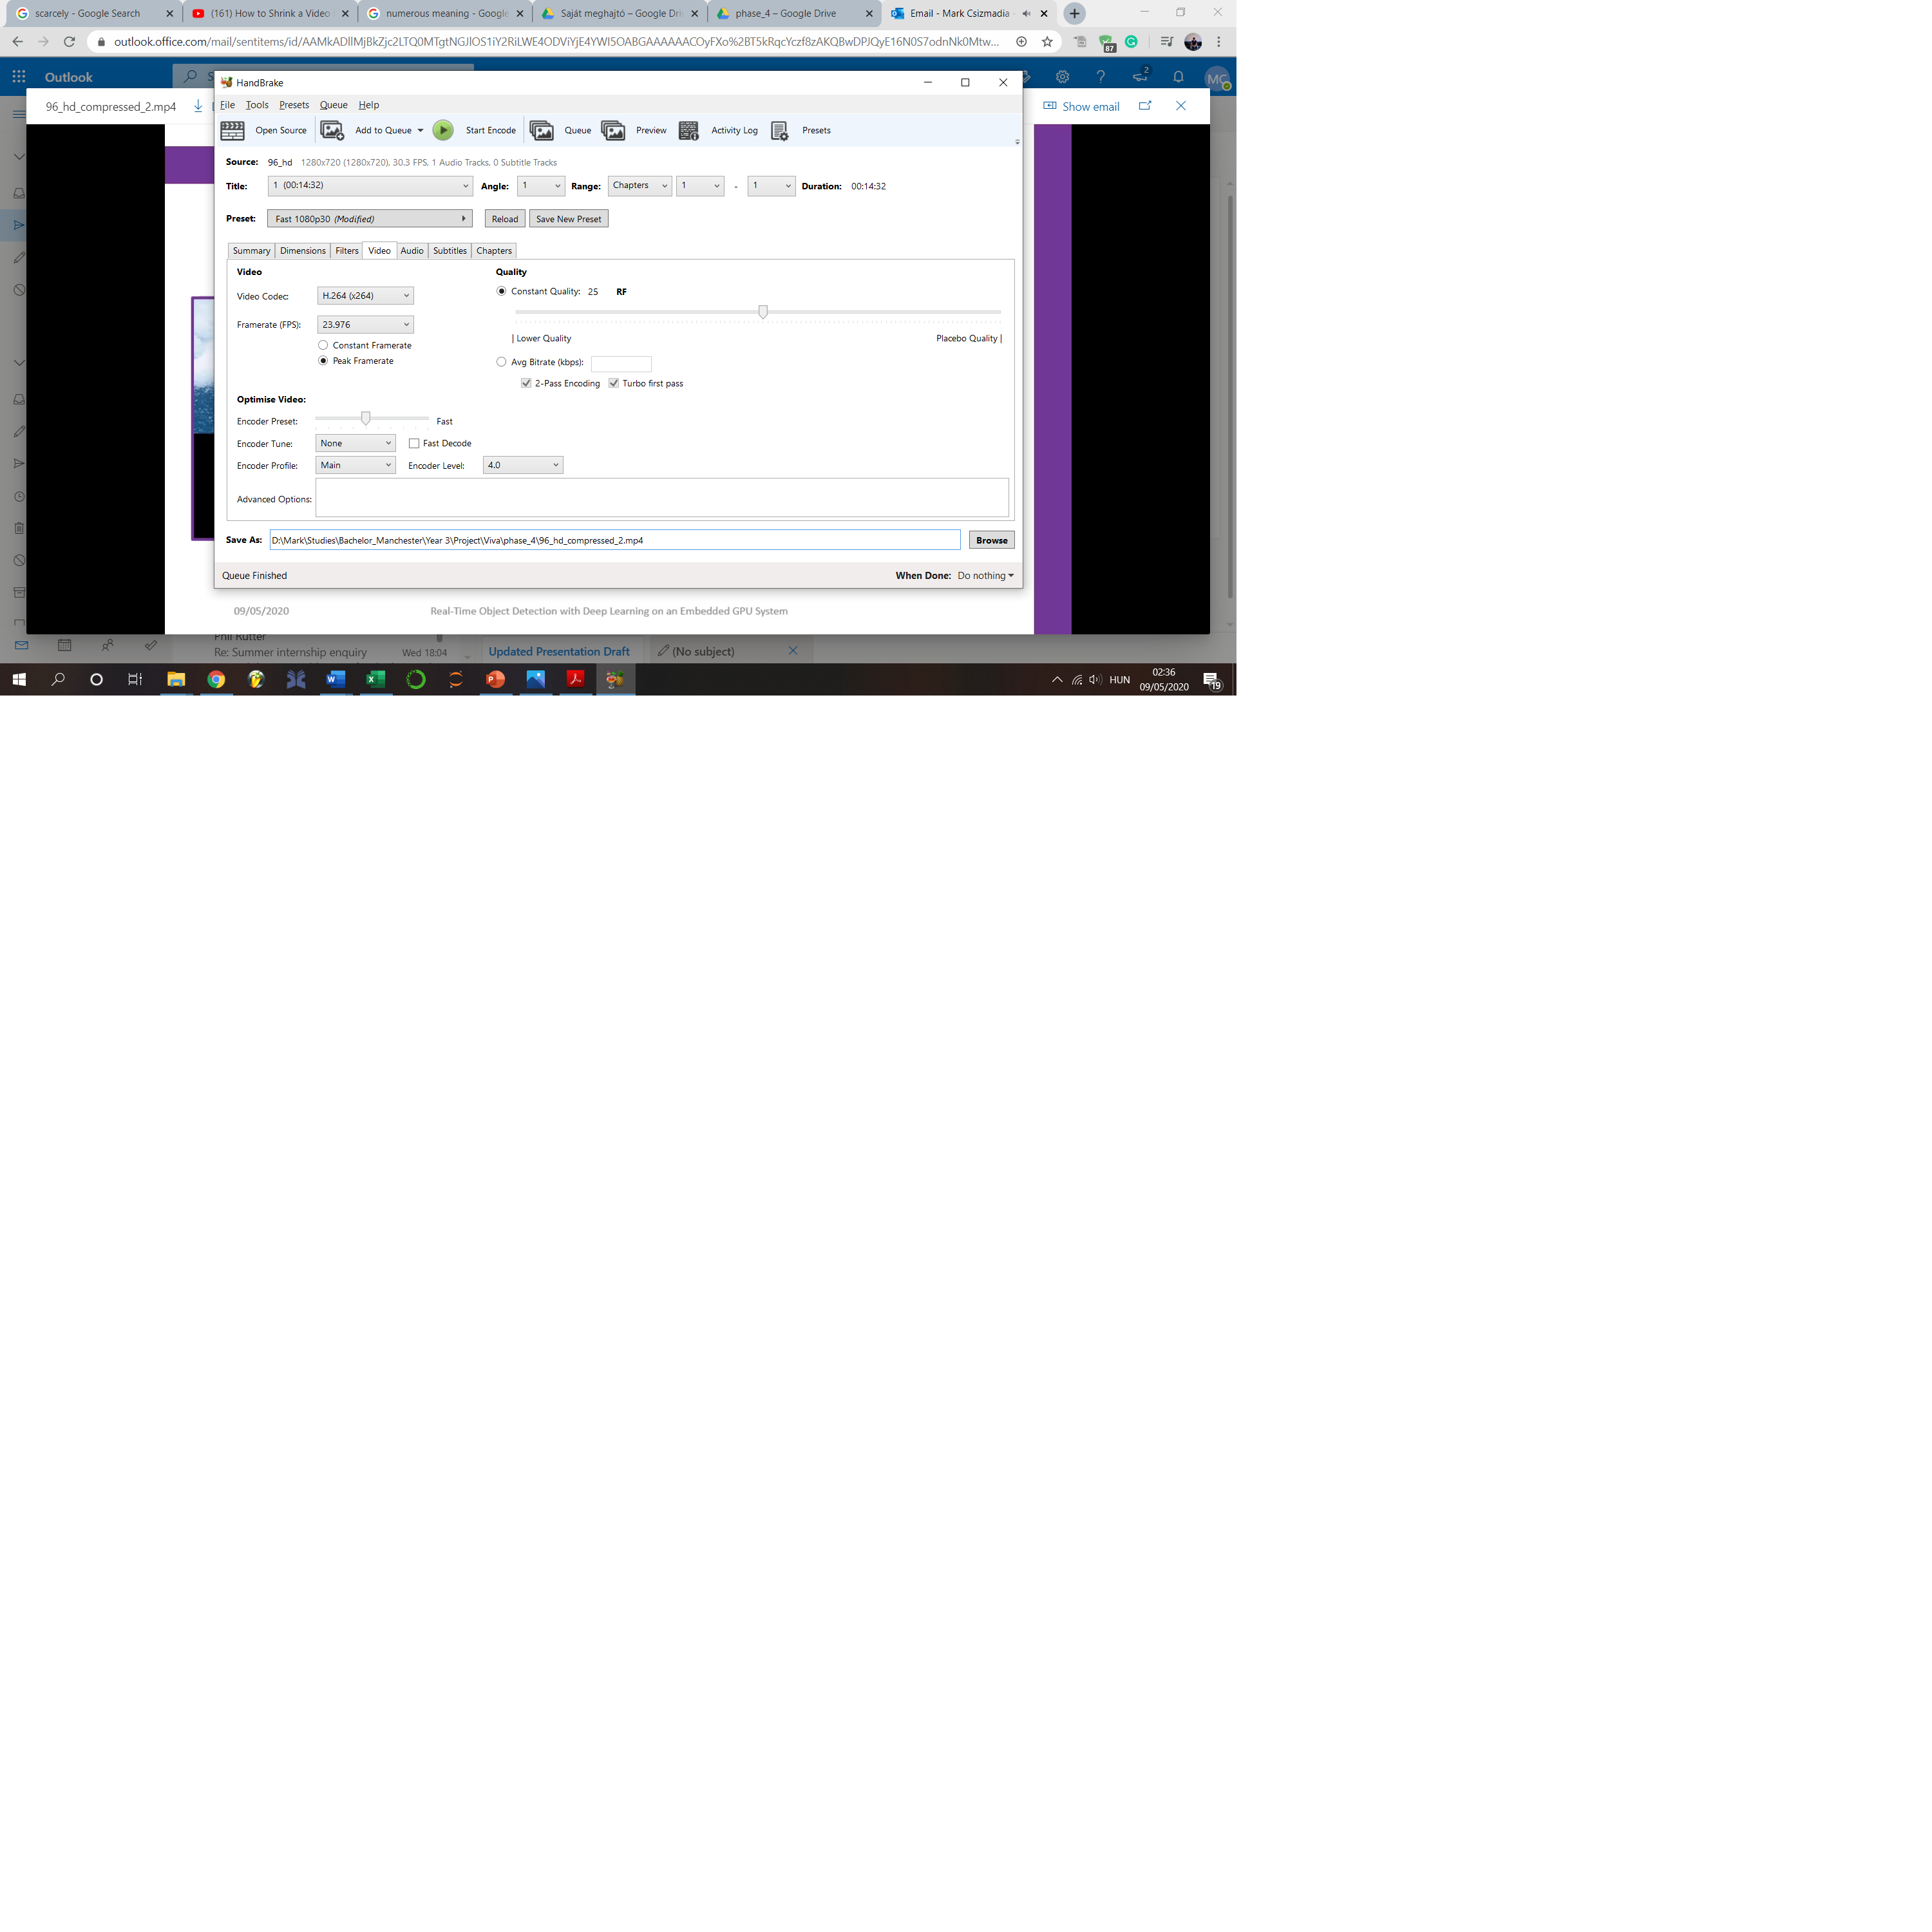 scarcely - Google Search
(161) How to Shrink a Video
numerous meaning - Google
Saját meghajtó – Google Dri
phase_4 – Google Drive
Email - Mark Csizmadia -
outlook.office.com/mail/sentitems/id/AAMkADllMjBkZjc2LTQ0MTgtNGJlOS1iY2RiLWE4ODViYjE4YWI5OABGAAAAAACOyFXo%2BT5kRqcYczf8zAKQBwDPJQyE16N0S7odnNk0Mtw...
87
Outlook
S
2
MC
96_hd_compressed_2.mp4
Show email
HandBrake
File Tools Presets Queue Help
Open Source Add to Queue Start Encode Queue Preview Activity Log Presets
Source: 96_hd 1280x720 (1280x720), 30.3 FPS, 1 Audio Tracks, 0 Subtitle Tracks
Title: 1 (00:14:32) Angle: 1 Range: Chapters 1 - 1 Duration: 00:14:32
Preset: Fast 1080p30 (Modified) Reload Save New Preset
Summary Dimensions Filters Video Audio Subtitles Chapters
Video Quality
Video Codec: H.264 (x264) Constant Quality: 25 RF
Framerate (FPS): 23.976
| Lower Quality Placebo Quality |
Constant Framerate
Peak Framerate Avg Bitrate (kbps):
2-Pass Encoding Turbo first pass
Optimise Video:
Encoder Preset: Fast
Encoder Tune: None Fast Decode
Encoder Profile: Main Encoder Level: 4.0
Advanced Options:
Save As: D:\Mark\Studies\Bachelor_Manchester\Year 3\Project\Viva\phase_4\96_hd_compressed_2.mp4 Browse
Queue Finished When Done: Do nothing
09/05/2020 Real-Time Object Detection with Deep Learning on an Embedded GPU System
Phil Rutter
Re: Summer internship enquiry Wed 18:04 Updated Presentation Draft (No subject)
HUN 02:36
09/05/2020 19